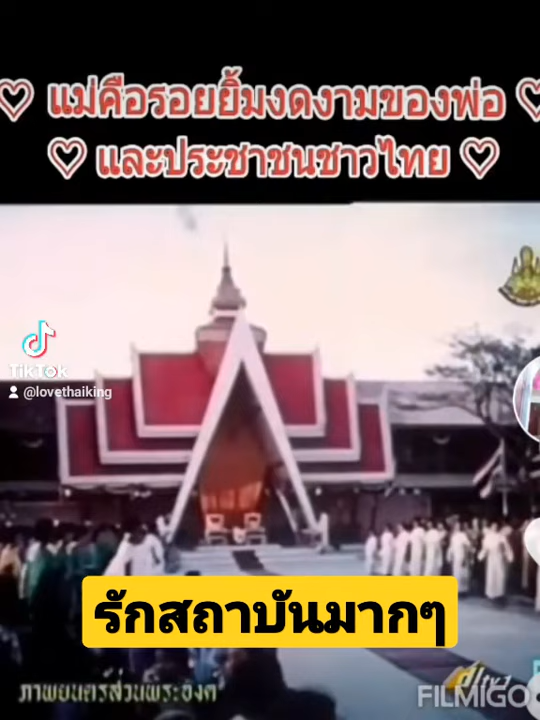 ♡ แม่คือรอยยิ้มงดงามของพ่อ ♡
♡ และประชาชนชาวไทย ♡
TikTok
@lovethaiking
รักสถาบันมากๆ
ภาพยนตร์ส่วนพระองค์
FILMIGO